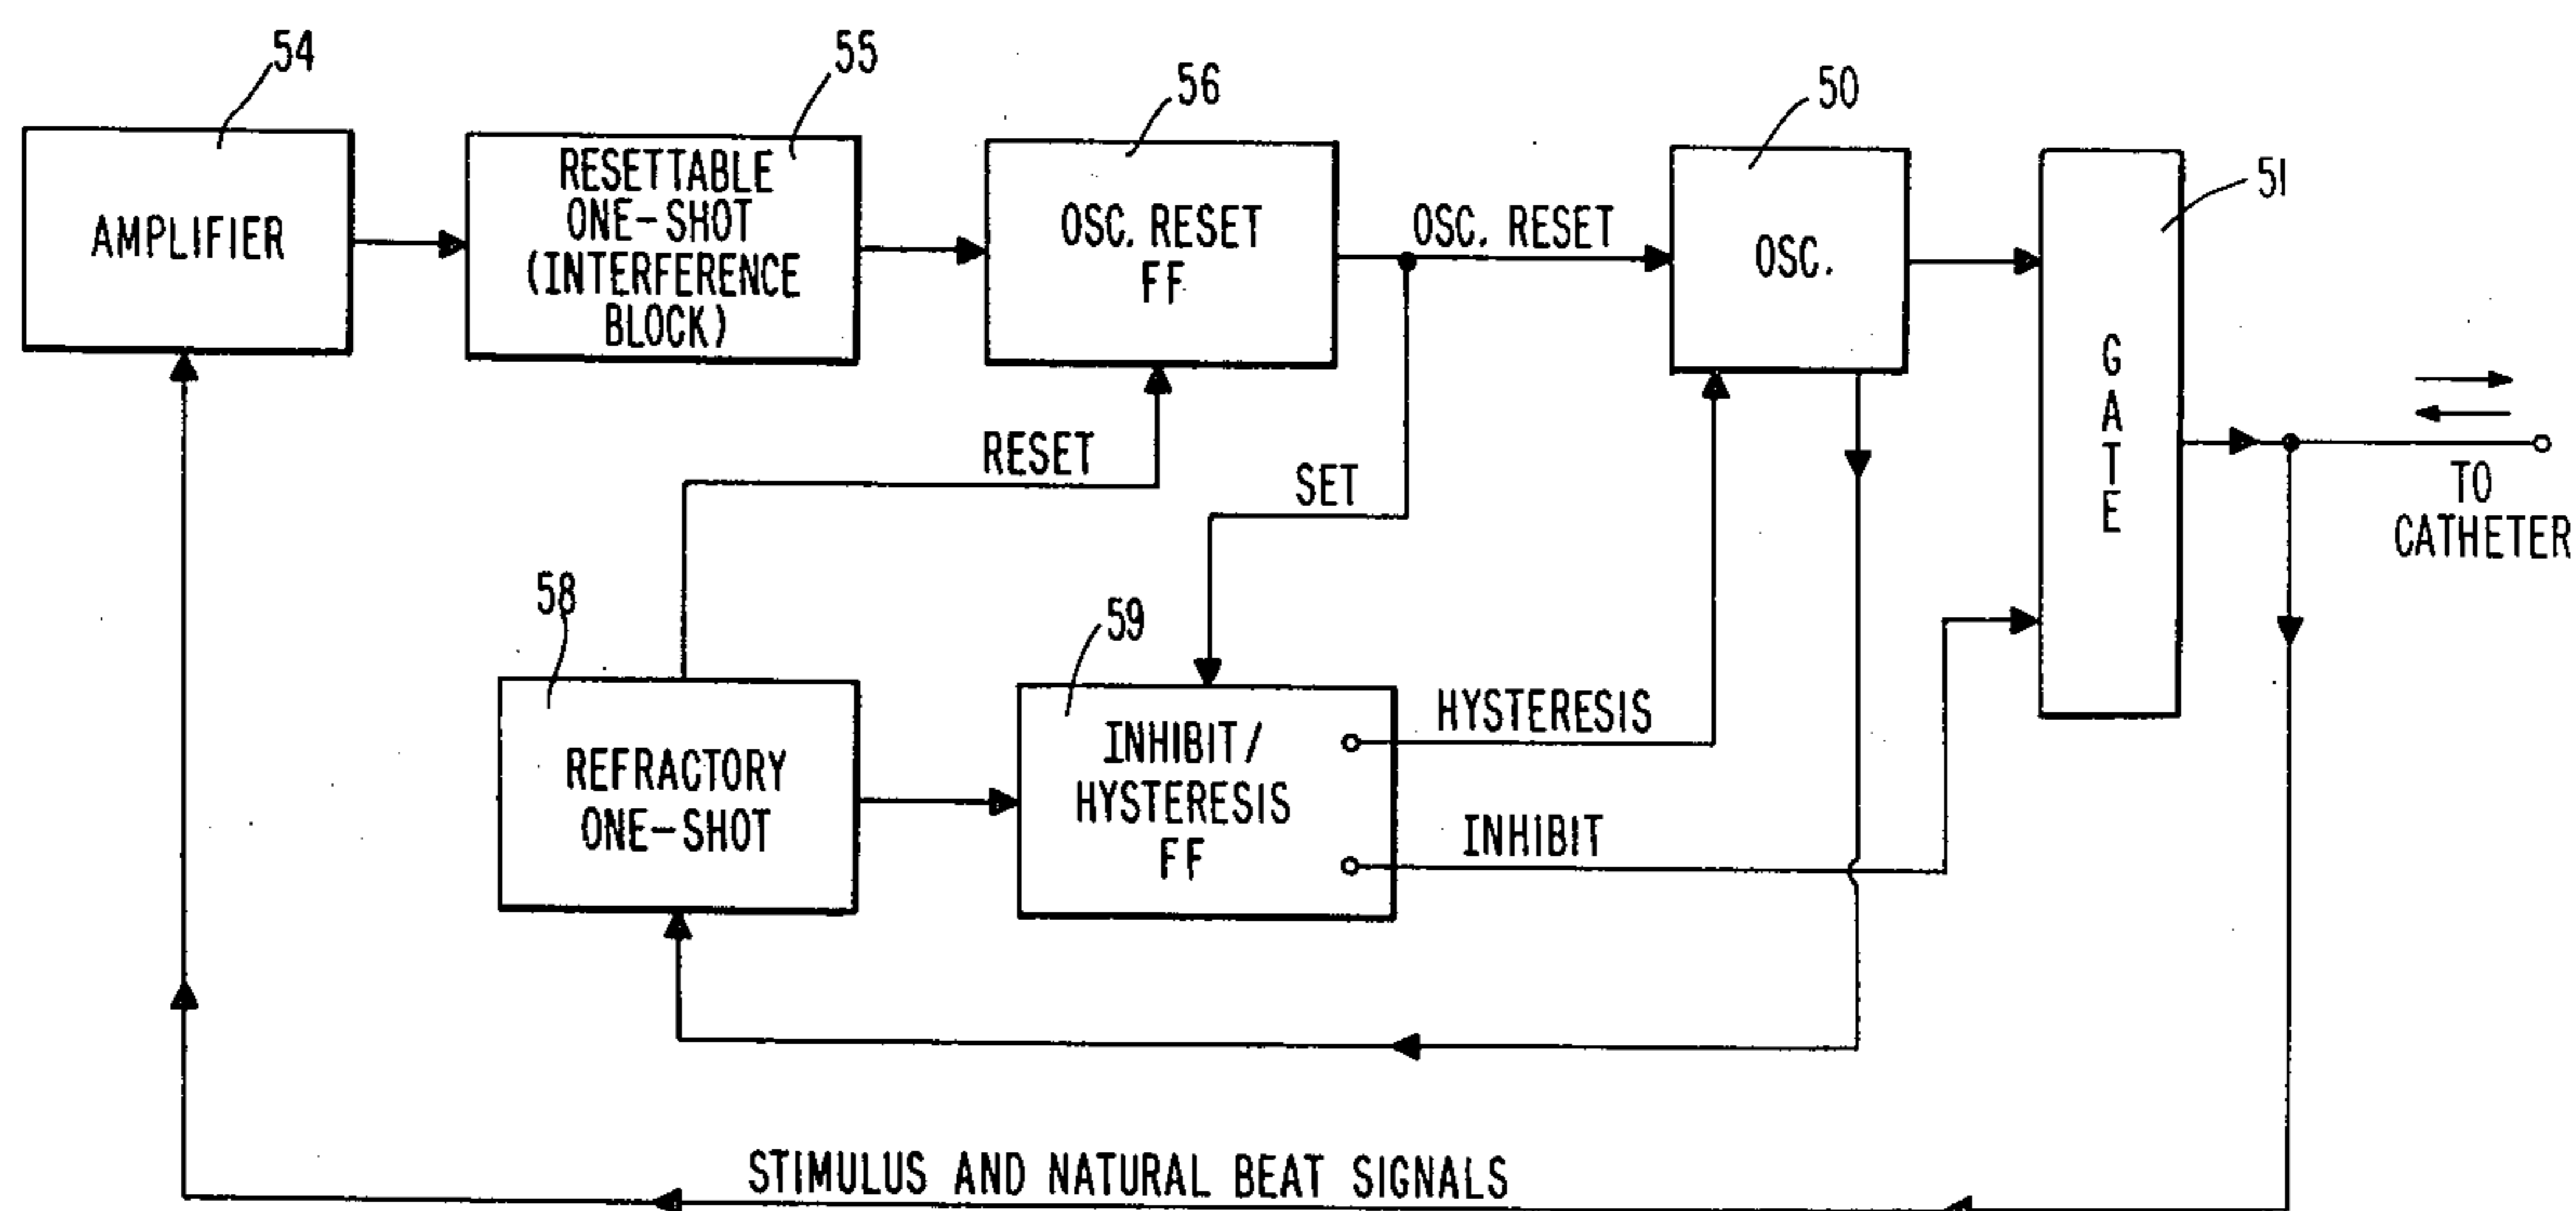 54
55
56
50
51
AMPLIFIER
RESETTABLE
ONE-SHOT
(INTERFERENCE
BLOCK)
OSC. RESET
FF
OSC. RESET
OSC.
GATE
TO
CATHETER
RESET
SET
58
59
REFRACTORY
ONE-SHOT
INHIBIT/
HYSTERESIS
FF
HYSTERESIS
INHIBIT
STIMULUS AND NATURAL BEAT SIGNALS